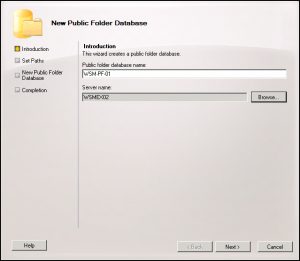 New Public Folder Database
Introduction
Set Paths
New Public Folder
Database
Completion
Introduction
This wizard creates a public folder database.
Public folder database name:
WSM-PF-01
Server name:
WSMEX02
Browse...
Help
< Back
Next >
Cancel